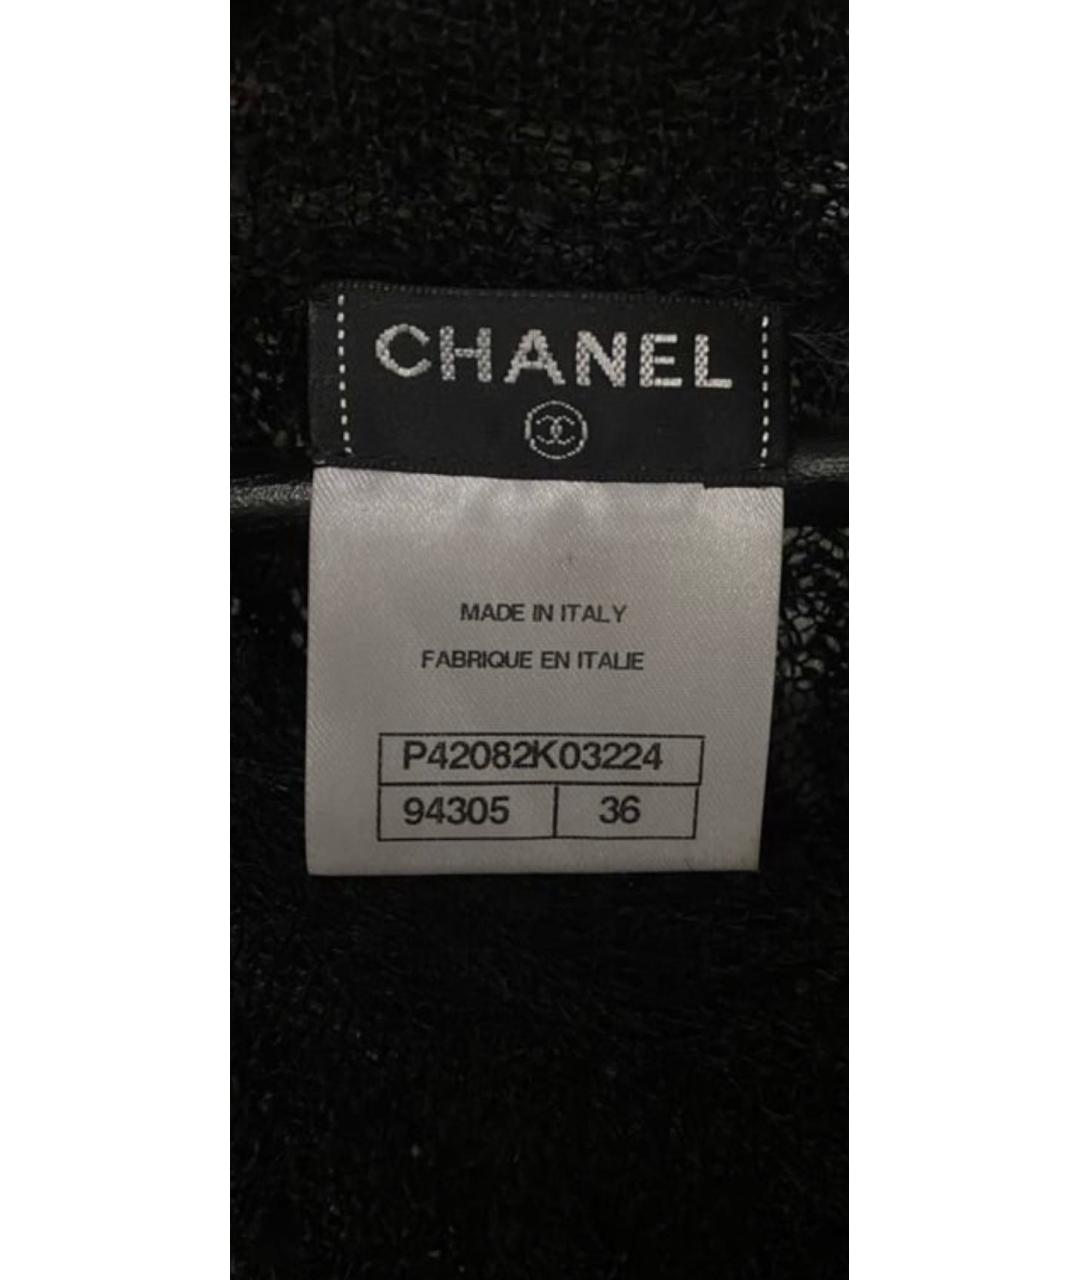 CHANEL
MADE IN ITALY
FABRIQUE EN ITALIE
P42082K03224
94305 36